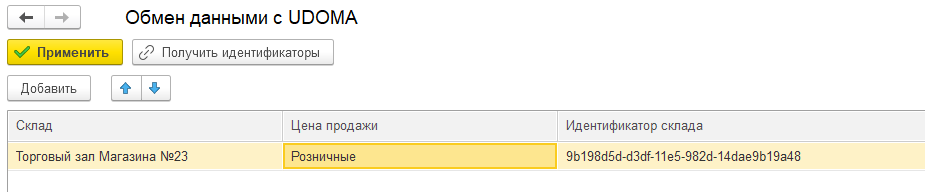 Обмен данными с UDOMA
Применить
Получить идентификаторы
Добавить
Склад
Цена продажи
Идентификатор склада
Торговый зал Магазина №23
Розничные
9b198d5d-d3df-11e5-982d-14dae9b19a48